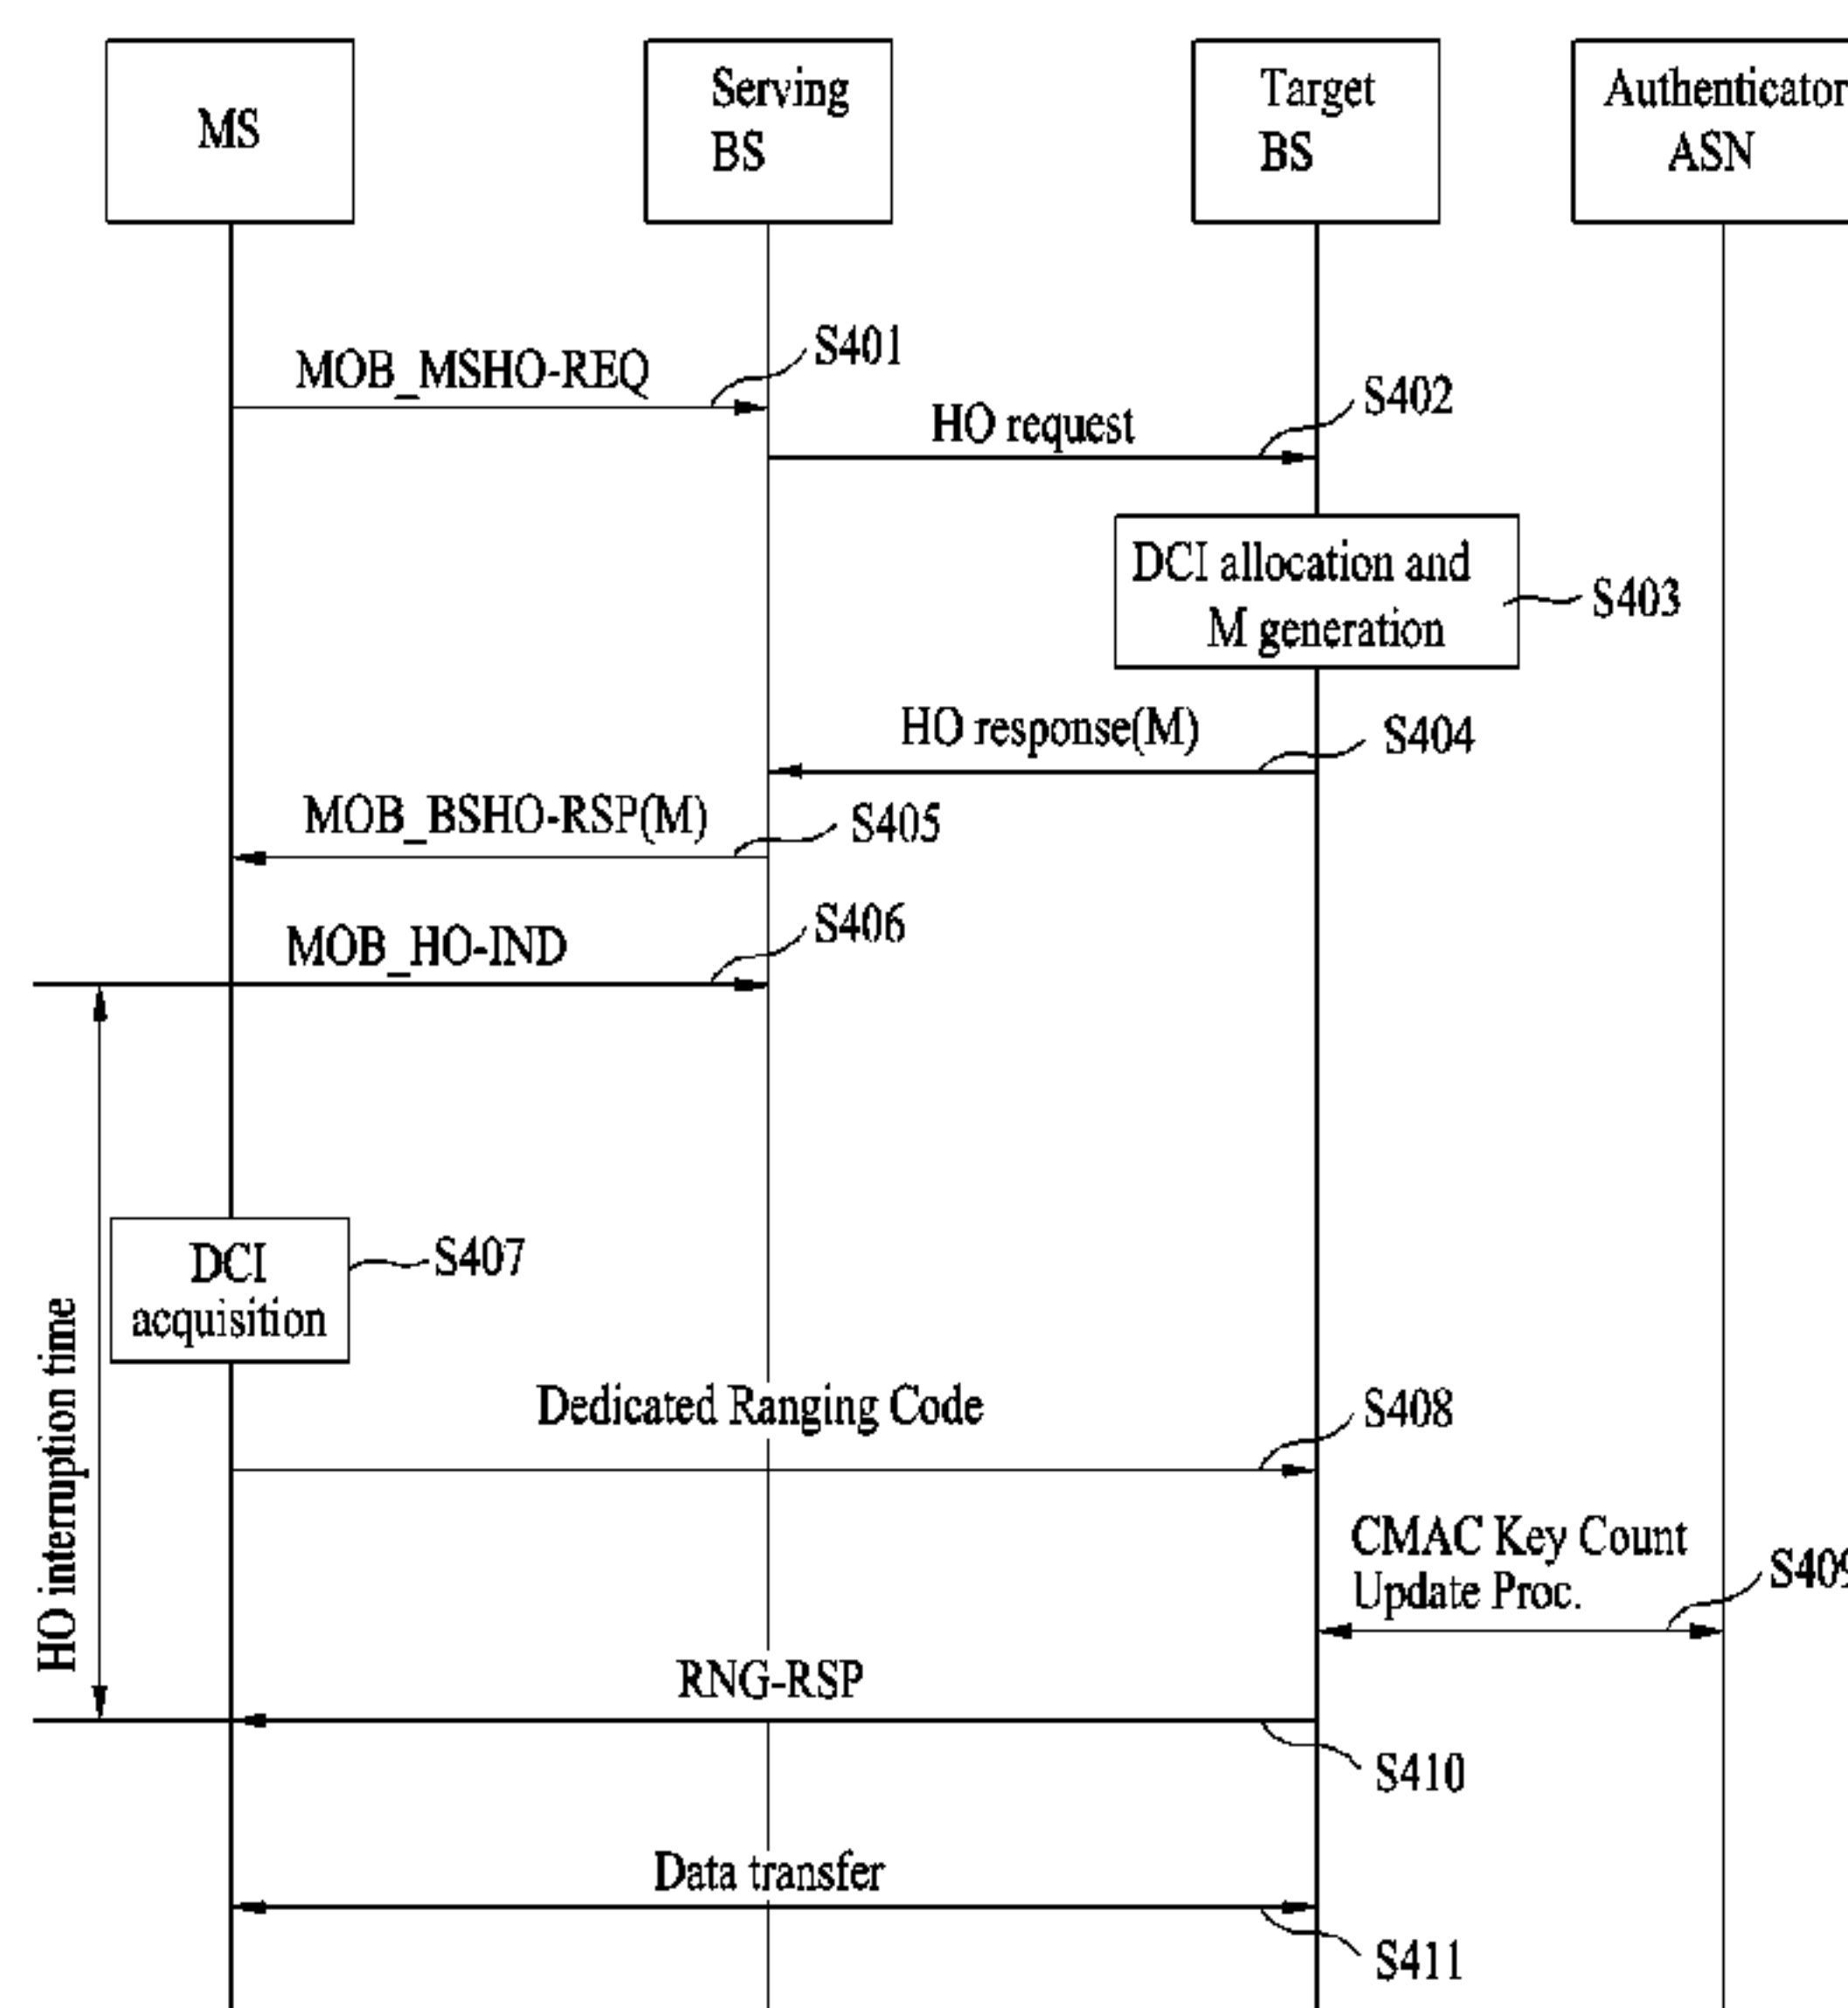 MS
Serving
BS
Target
BS
Authenticator
ASN
MOB_MSHO-REQ
S401
HO request
S402
DCI allocation and
M generation
S403
HO response(M)
S404
MOB_BSHO-RSP(M)
S405
MOB_HO-IND
S406
DCI
acquisition
S407
HO interruption time
Dedicated Ranging Code
S408
CMAC Key Count
Update Proc.
S409
RNG-RSP
S410
Data transfer
S411